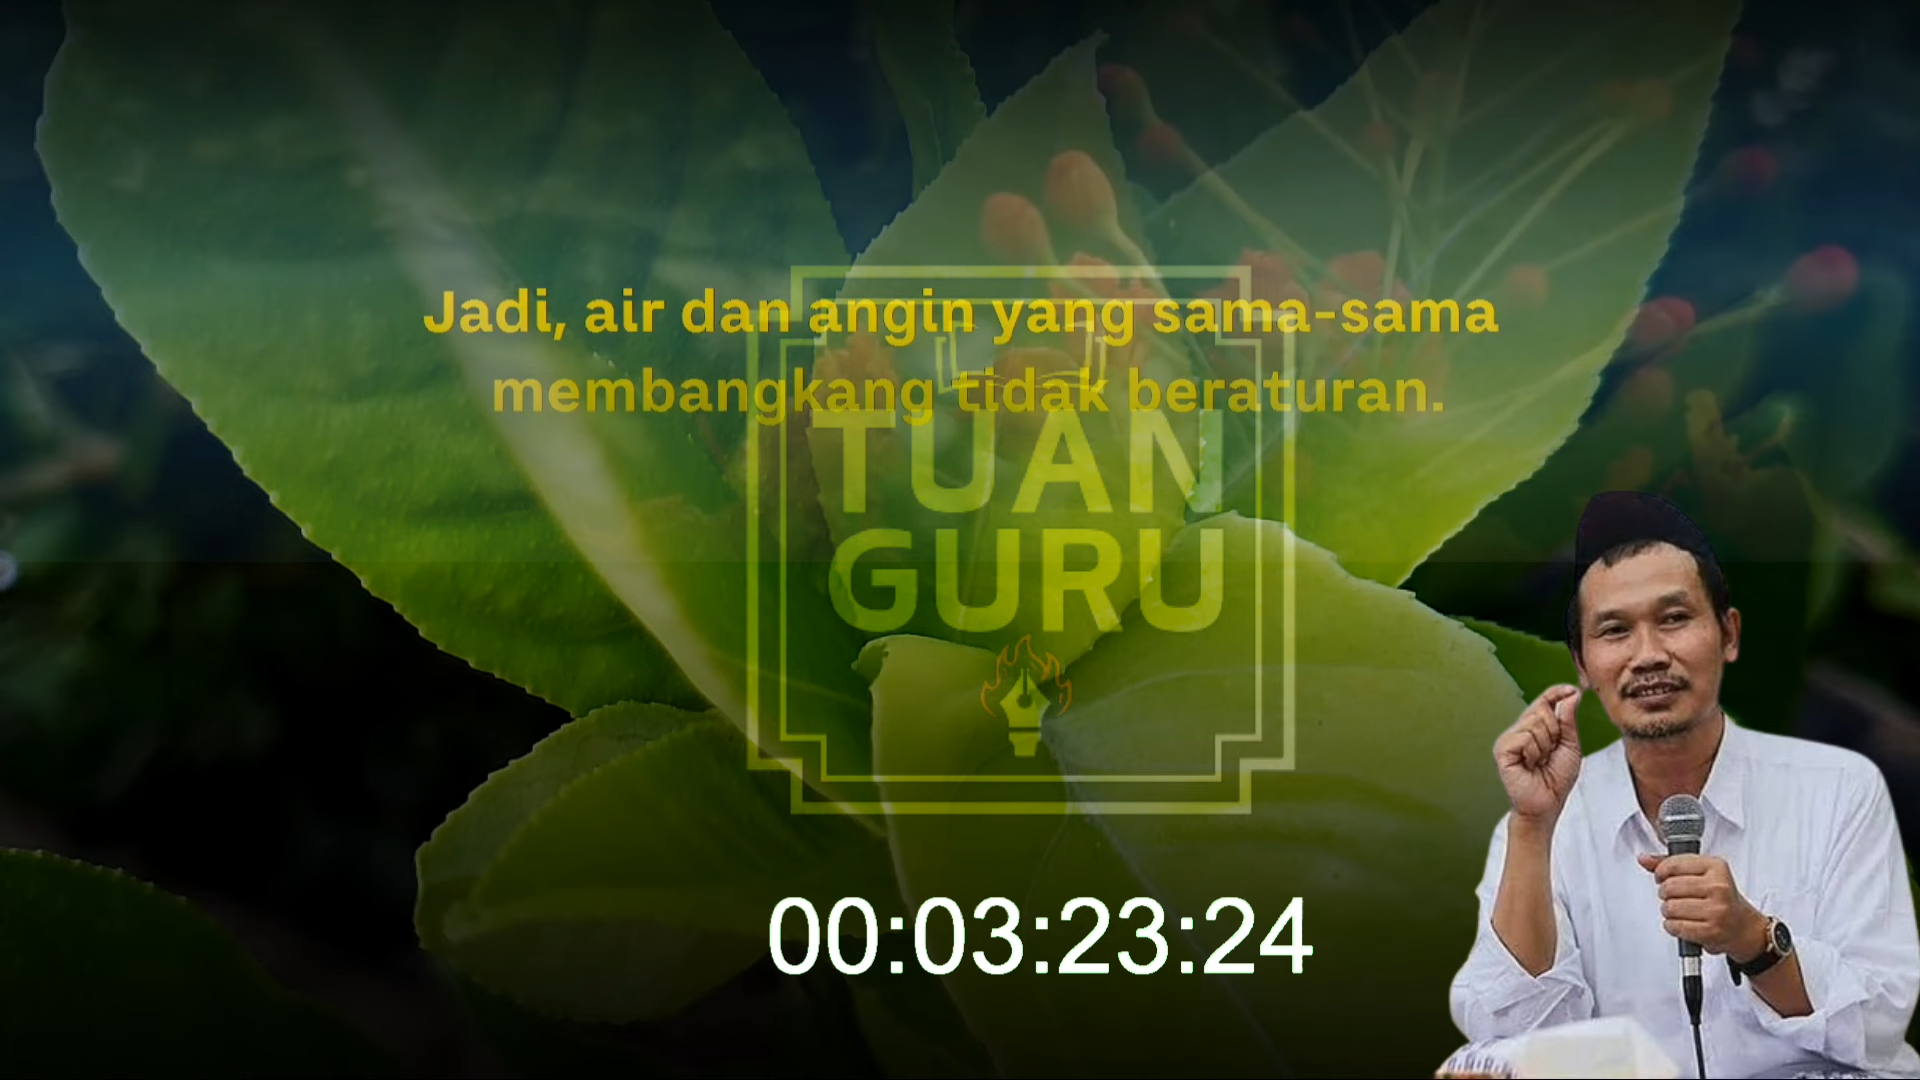 Jadi, air dan angin yang sama-sama
membangkang tidak beraturan.
TUAN
GURU
00:03:23:24